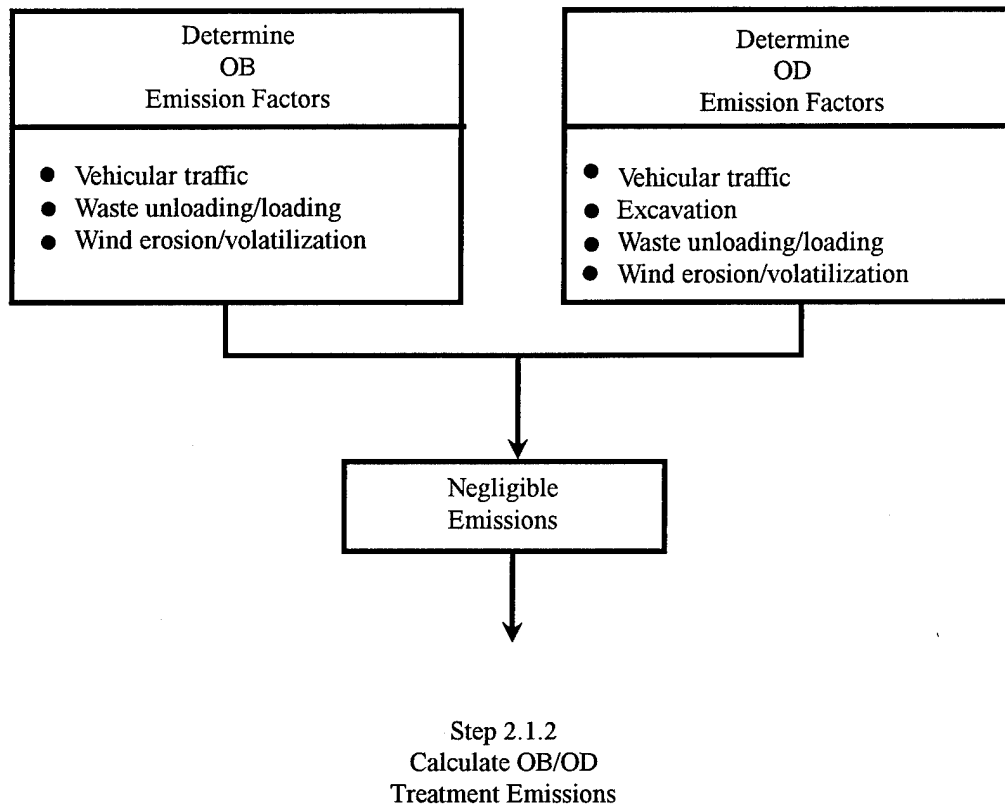 Determine
OB
Emission Factors
● Vehicular traffic
● Waste unloading/loading
● Wind erosion/volatilization
Determine
OD
Emission Factors
● Vehicular traffic
● Excavation
● Waste unloading/loading
● Wind erosion/volatilization
Negligible
Emissions
Step 2.1.2
Calculate OB/OD
Treatment Emissions